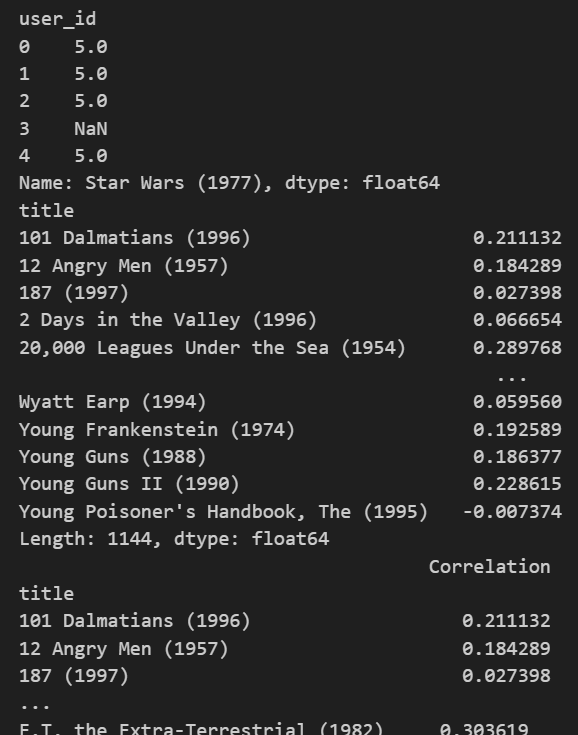 user_id
0    5.0
1    5.0
2    5.0
3    NaN
4    5.0
Name: Star Wars (1977), dtype: float64
title
101 Dalmatians (1996)                    0.211132
12 Angry Men (1957)                      0.184289
187 (1997)                               0.027398
2 Days in the Valley (1996)              0.066654
20,000 Leagues Under the Sea (1954)      0.289768
                                           ...
Wyatt Earp (1994)                        0.059560
Young Frankenstein (1974)                0.192589
Young Guns (1988)                        0.186377
Young Guns II (1990)                     0.228615
Young Poisoner's Handbook, The (1995)   -0.007374
Length: 1144, dtype: float64
                                     Correlation
title
101 Dalmatians (1996)                   0.211132
12 Angry Men (1957)                     0.184289
187 (1997)                              0.027398
...
E.T. the Extra-Terrestrial (1982)     0.303619